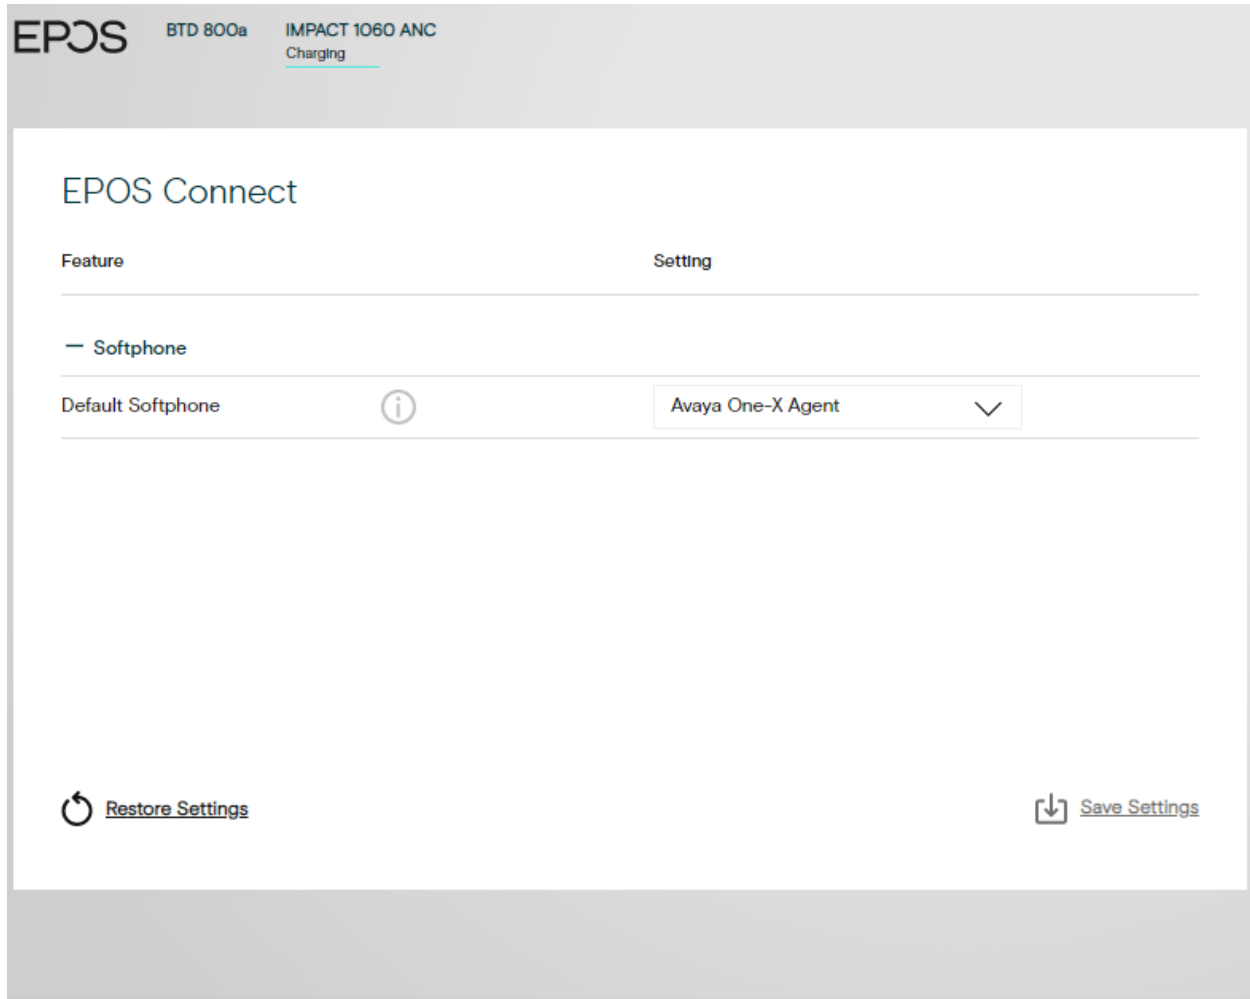 EPOS
BTD 800a
IMPACT 1060 ANC
Charging
EPOS Connect
Feature
Setting
Softphone
Default Softphone
Avaya One-X Agent
Restore Settings
Save Settings